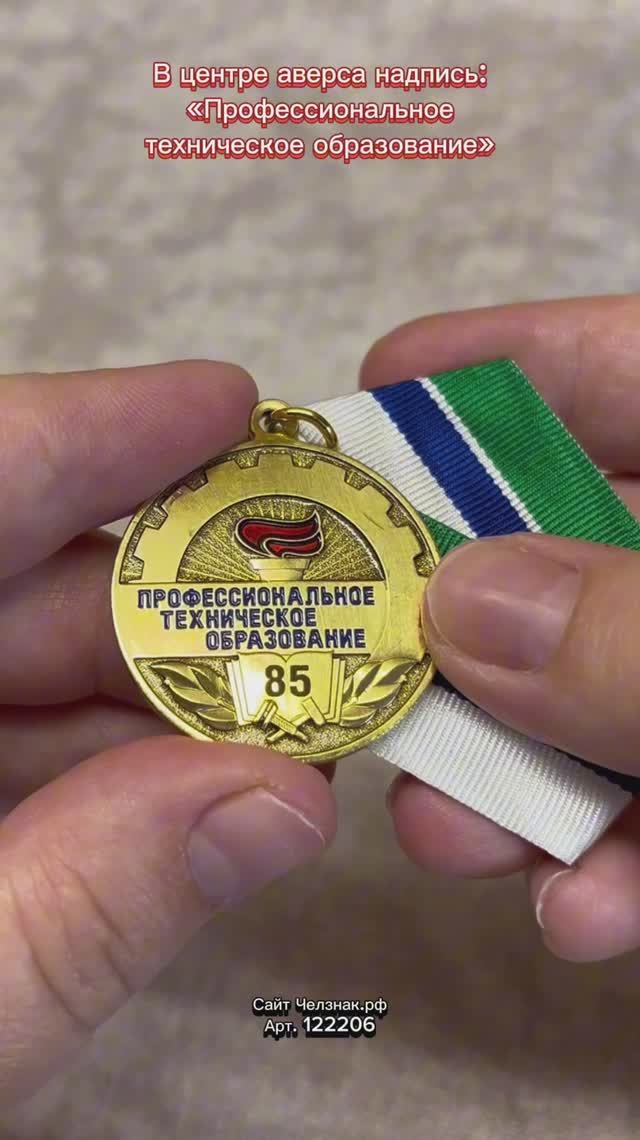 В центре аверса надпись:
«Профессиональное
техническое образование»
ПРОФЕССИОНАЛЬНОЕ
ТЕХНИЧЕСКОЕ
ОБРАЗОВАНИЕ
85
Сайт Челзнак.рф
Арт. 122206